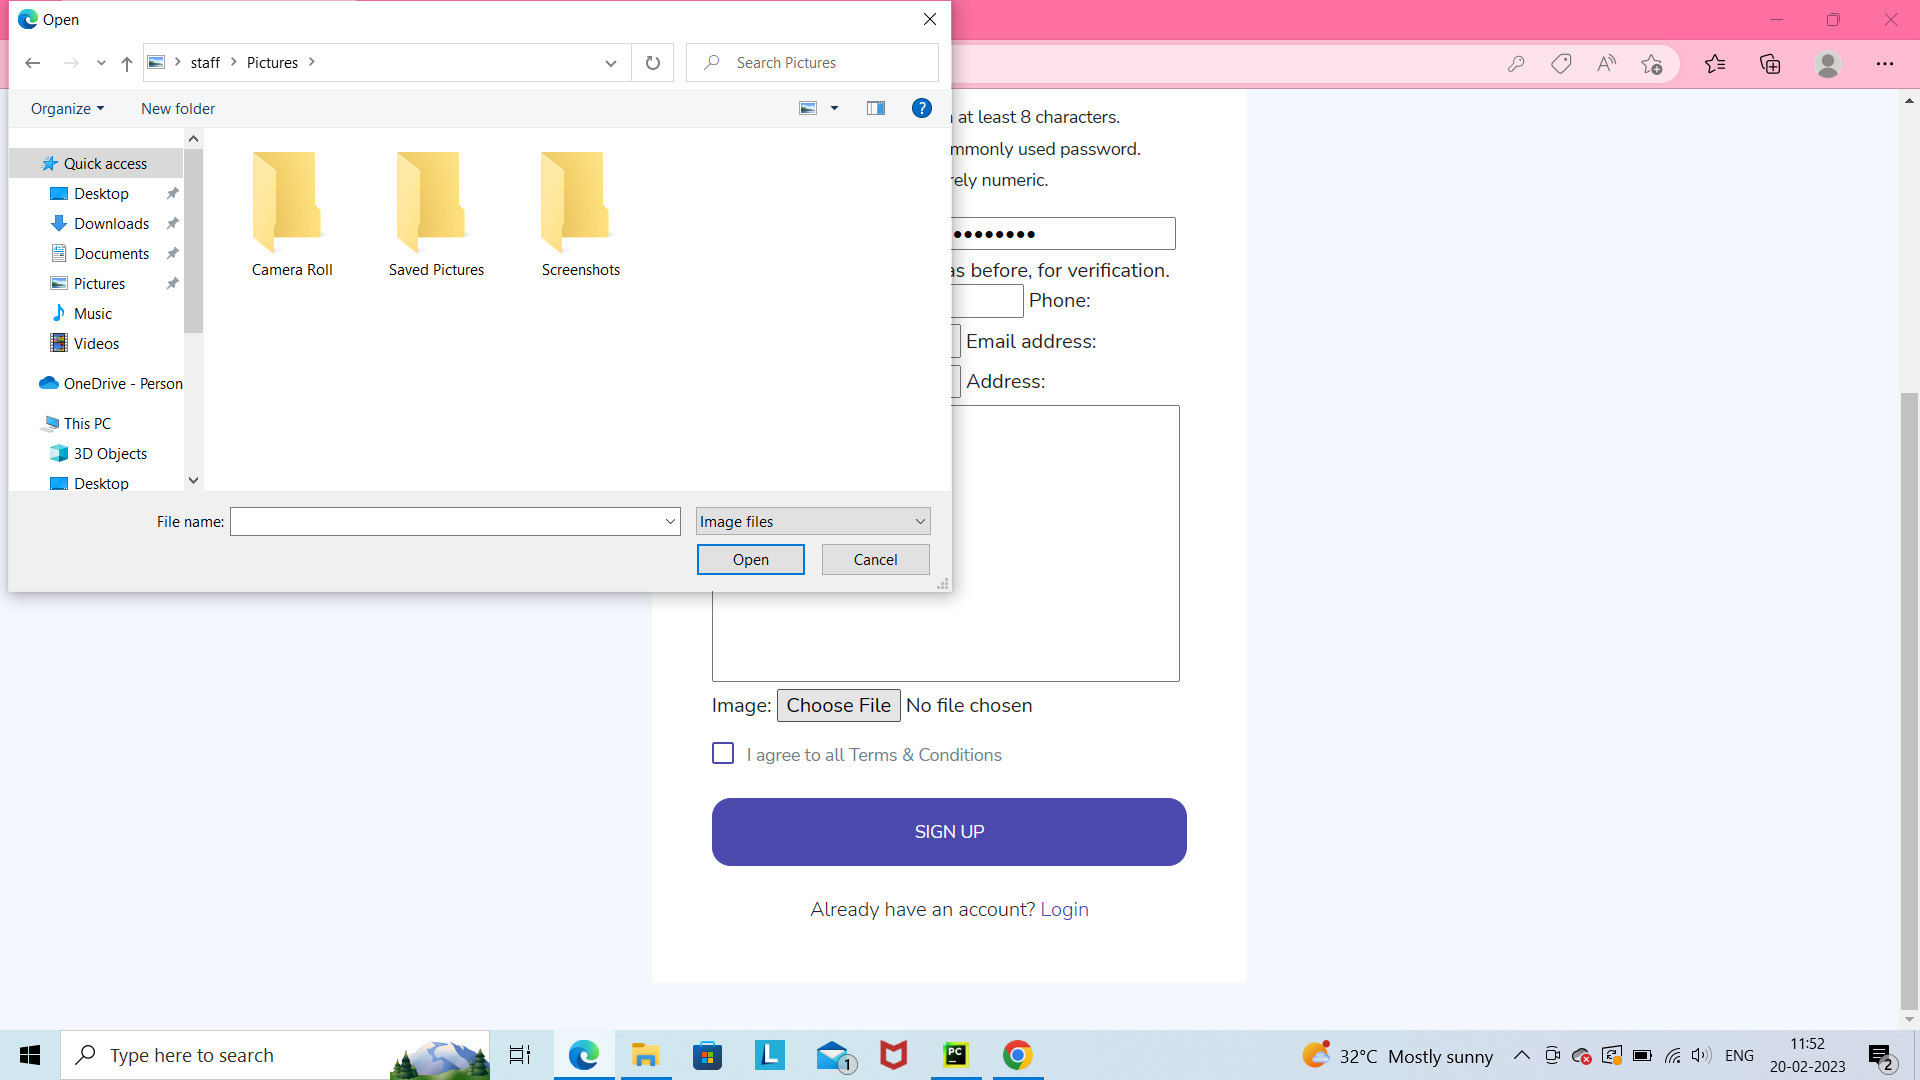 Open
staff
Pictures
Search Pictures
Organize
New folder
Quick access
Desktop
Downloads
Documents
Pictures
Music
Videos
OneDrive - Person
This PC
3D Objects
Desktop
Camera Roll
Saved Pictures
Screenshots
File name:
Image files
Open
Cancel
at least 8 characters.
mmonly used password.
rely numeric.
as before, for verification.
Phone:
Email address:
Address:
Image: Choose File No file chosen
I agree to all Terms & Conditions
SIGN UP
Already have an account? Login
Type here to search
L
1
PC
32°C Mostly sunny
ENG
11:52
20-02-2023
2